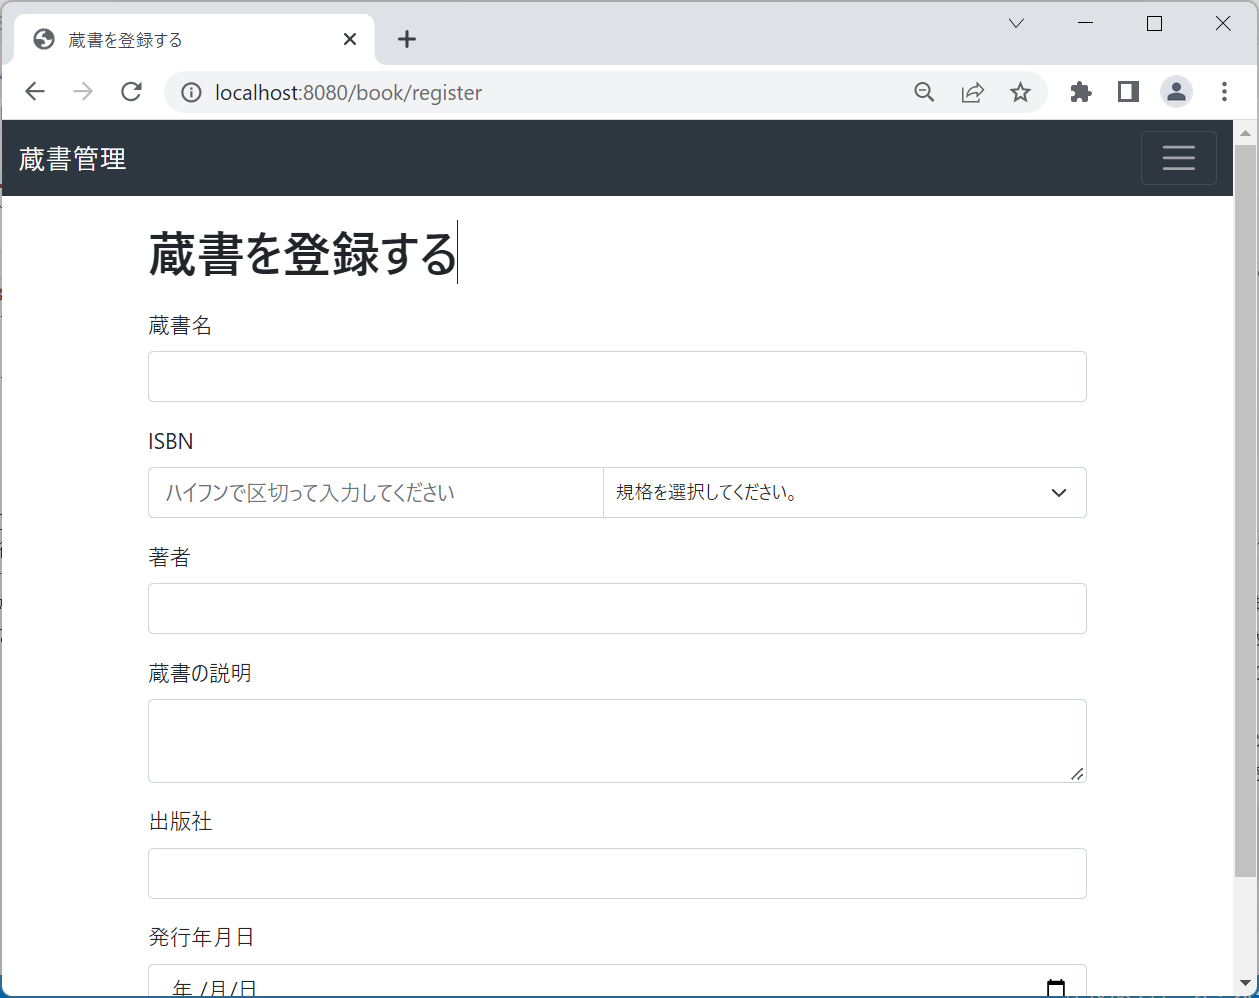 蔵書を登録する
localhost:8080/book/register
蔵書管理
蔵書を登録する
蔵書名
ISBN
ハイフンで区切って入力してください
規格を選択してください。
著者
蔵書の説明
出版社
発行年月日
年 /月/日